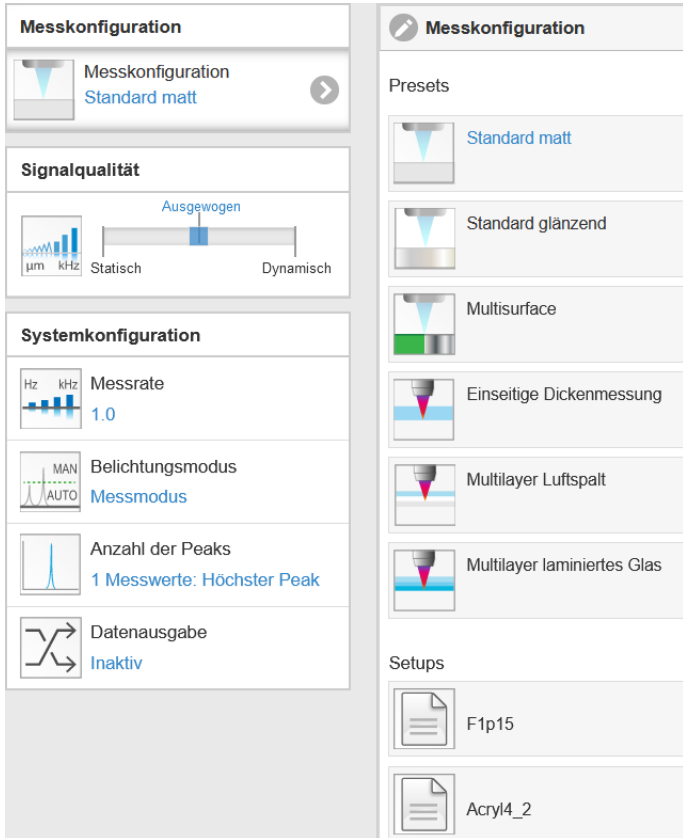 Messkonfiguration
Messkonfiguration
Standard matt
Signalqualität
Ausgewogen
µm kHz
Statisch
Dynamisch
Systemkonfiguration
Hz kHz
Messrate
1.0
MAN
AUTO
Belichtungsmodus
Messmodus
Anzahl der Peaks
1 Messwerte: Höchster Peak
Datenausgabe
Inaktiv
Messkonfiguration
Presets
Standard matt
Standard glänzend
Multisurface
Einseitige Dickenmessung
Multilayer Luftspalt
Multilayer laminiertes Glas
Setups
F1p15
Acryl4_2